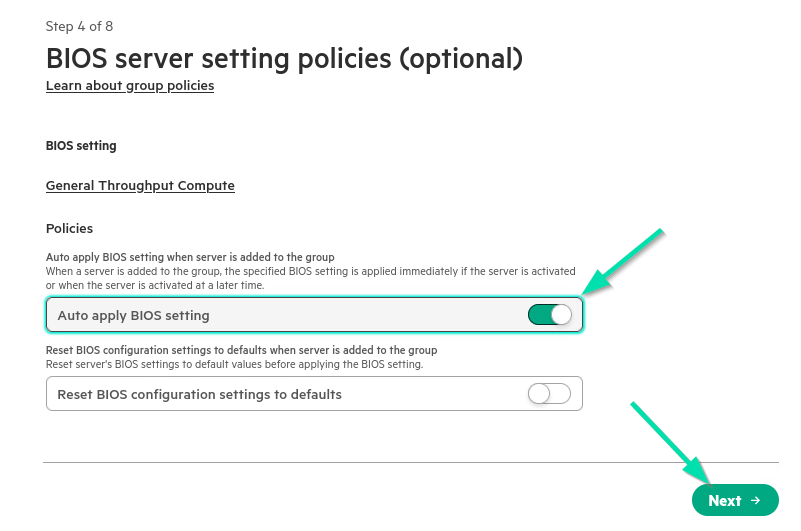 Step 4 of 8
BIOS server setting policies (optional)
Learn about group policies
BIOS setting
General Throughput Compute
Policies
Auto apply BIOS setting when server is added to the group
When a server is added to the group, the specified BIOS setting is applied immediately if the server is activated
or when the server is activated at a later time.
Auto apply BIOS setting
Reset BIOS configuration settings to defaults when server is added to the group
Reset server's BIOS settings to default values before applying the BIOS setting.
Reset BIOS configuration settings to defaults
Next →